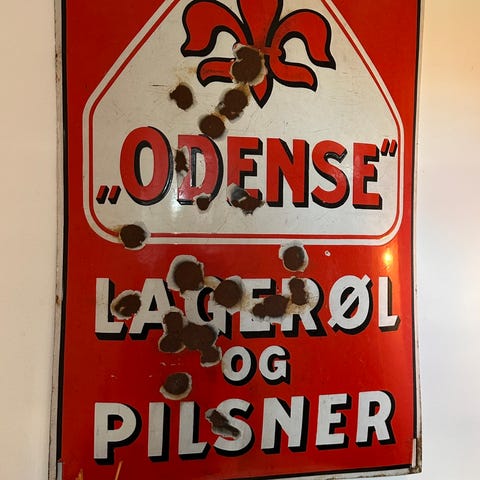 „ODENSE"
LAGERØL
OG
PILSNER